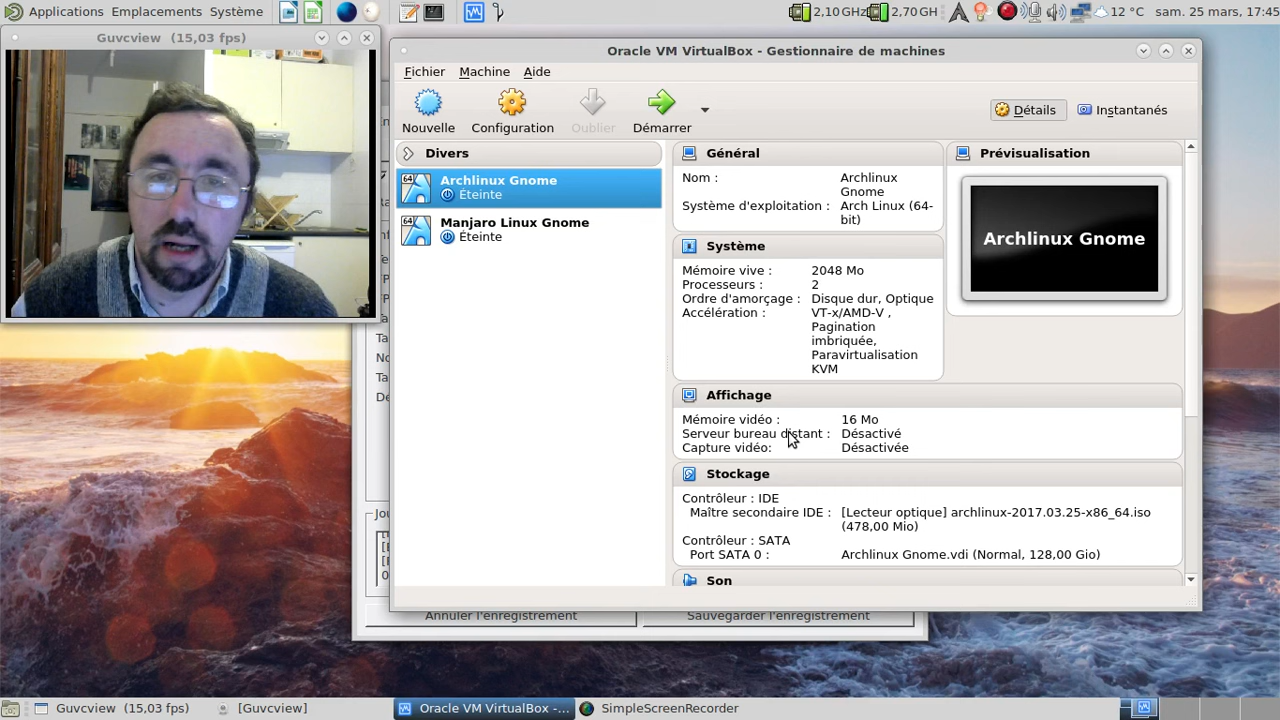 Applications Emplacements Système
2,10 GHz 2,70 GH
12 °C sam. 25 mars, 17:45
Guvcview (15,03 fps)
Oracle VM VirtualBox - Gestionnaire de machines
Fichier Machine Aide
Nouvelle Configuration Oublier Démarrer
Détails Instantanés
Divers
64 Archlinux Gnome
Éteinte
64 Manjaro Linux Gnome
Éteinte
Général
Nom : Archlinux
Gnome
Système d'exploitation : Arch Linux (64-
bit)
Prévisualisation
Archlinux Gnome
Système
Mémoire vive : 2048 Mo
Processeurs : 2
Ordre d'amorçage : Disque dur, Optique
Accélération : VT-x/AMD-V ,
Pagination
imbriquée,
Paravirtualisation
KVM
Affichage
Mémoire vidéo : 16 Mo
Serveur bureau distant : Désactivé
Capture vidéo: Désactivée
Stockage
Contrôleur : IDE
Maître secondaire IDE : [Lecteur optique] archlinux-2017.03.25-x86_64.iso
(478,00 Mio)
Contrôleur : SATA
Port SATA 0 : Archlinux Gnome.vdi (Normal, 128,00 Gio)
Son
Annuler l'enregistrement Sauvegarder l'enregistrement
Guvcview (15,03 fps) [Guvcview] Oracle VM VirtualBox -... SimpleScreenRecorder